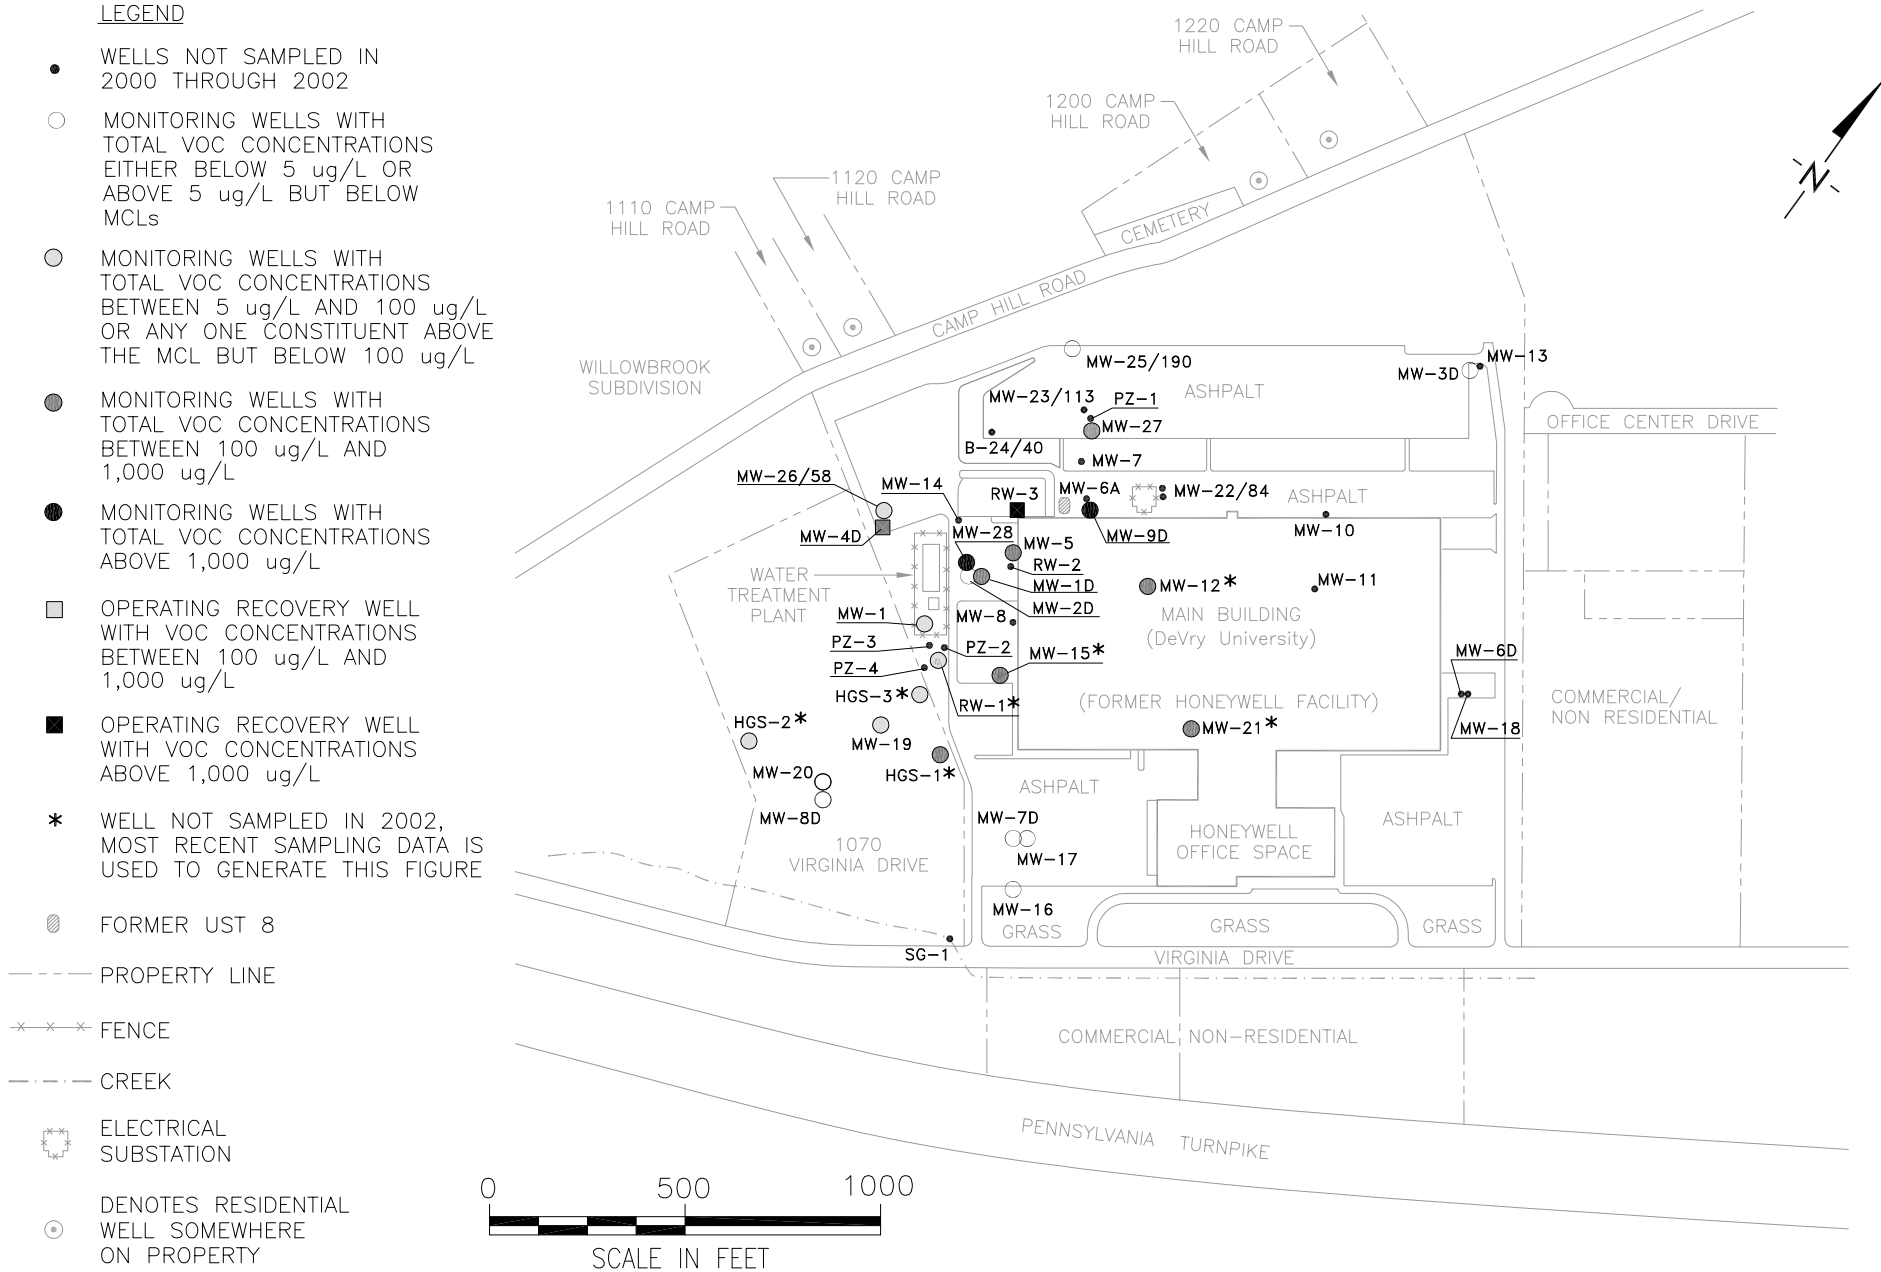 LEGEND
WELLS NOT SAMPLED IN
2000 THROUGH 2002
MONITORING WELLS WITH
TOTAL VOC CONCENTRATIONS
EITHER BELOW 5 ug/L OR
ABOVE 5 ug/L BUT BELOW
MCLs
MONITORING WELLS WITH
TOTAL VOC CONCENTRATIONS
BETWEEN 5 ug/L AND 100 ug/L
OR ANY ONE CONSTITUENT ABOVE
THE MCL BUT BELOW 100 ug/L
MONITORING WELLS WITH
TOTAL VOC CONCENTRATIONS
BETWEEN 100 ug/L AND
1,000 ug/L
MONITORING WELLS WITH
TOTAL VOC CONCENTRATIONS
ABOVE 1,000 ug/L
OPERATING RECOVERY WELL
WITH VOC CONCENTRATIONS
BETWEEN 100 ug/L AND
1,000 ug/L
OPERATING RECOVERY WELL
WITH VOC CONCENTRATIONS
ABOVE 1,000 ug/L
* WELL NOT SAMPLED IN 2002,
MOST RECENT SAMPLING DATA IS
USED TO GENERATE THIS FIGURE
FORMER UST 8
PROPERTY LINE
FENCE
CREEK
ELECTRICAL
SUBSTATION
DENOTES RESIDENTIAL
WELL SOMEWHERE
ON PROPERTY
1220 CAMP
HILL ROAD
1200 CAMP
HILL ROAD
1120 CAMP
HILL ROAD
1110 CAMP
HILL ROAD
N
CEMETERY
CAMP HILL ROAD
WILLOWBROOK
SUBDIVISION
MW-25/190
MW-13
MW-3D
ASHPALT
MW-23/113
PZ-1
MW-27
B-24/40
MW-7
OFFICE CENTER DRIVE
MW-26/58
MW-14
RW-3
MW-6A
MW-22/84
ASHPALT
MW-4D
MW-28
MW-9D
MW-10
MW-5
RW-2
MW-1D
MW-2D
MW-12*
MW-11
WATER
TREATMENT
PLANT
MW-1
MW-8
MAIN BUILDING
(DeVry University)
PZ-3
PZ-2
MW-15*
PZ-4
MW-6D
HGS-3*
RW-1*
(FORMER HONEYWELL FACILITY)
COMMERCIAL/
NON RESIDENTIAL
HGS-2*
MW-19
MW-21*
MW-18
MW-20
HGS-1*
ASHPALT
MW-8D
MW-7D
ASHPALT
HONEYWELL
OFFICE SPACE
1070
VIRGINIA DRIVE
MW-17
MW-16
GRASS
GRASS
GRASS
SG-1
VIRGINIA DRIVE
COMMERCIAL NON-RESIDENTIAL
PENNSYLVANIA TURNPIKE
0 500 1000
SCALE IN FEET